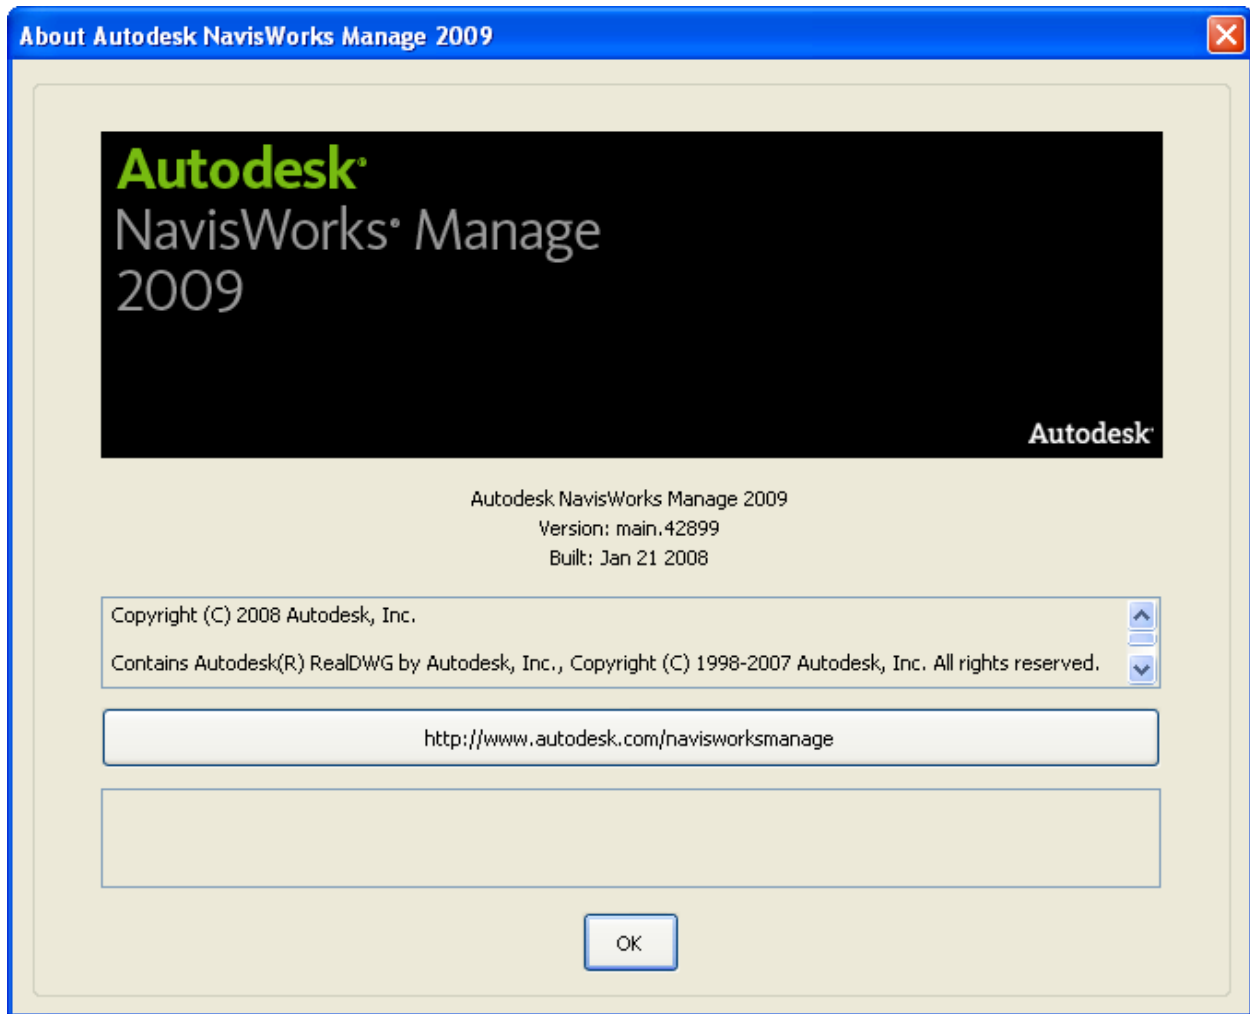 About Autodesk NavisWorks Manage 2009
Autodesk®
NavisWorks® Manage
2009
Autodesk®
Autodesk NavisWorks Manage 2009
Version: main.42899
Built: Jan 21 2008
Copyright (C) 2008 Autodesk, Inc.
Contains Autodesk(R) RealDWG by Autodesk, Inc., Copyright (C) 1998-2007 Autodesk, Inc. All rights reserved.
http://www.autodesk.com/navisworksmanage
OK